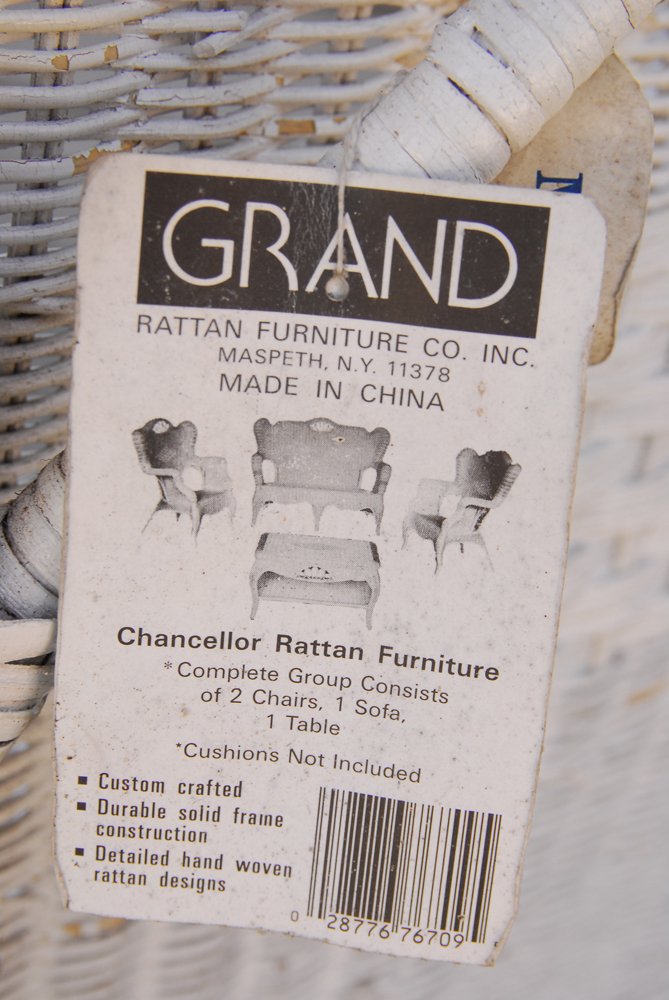 GRAND
RATTAN FURNITURE CO. INC.
MASPETH, N.Y. 11378
MADE IN CHINA
Chancellor Rattan Furniture
*Complete Group Consists
of 2 Chairs, 1 Sofa,
1 Table
*Cushions Not Included
▪ Custom crafted
▪ Durable solid frame
construction
▪ Detailed hand woven
rattan designs
0 28776 76709